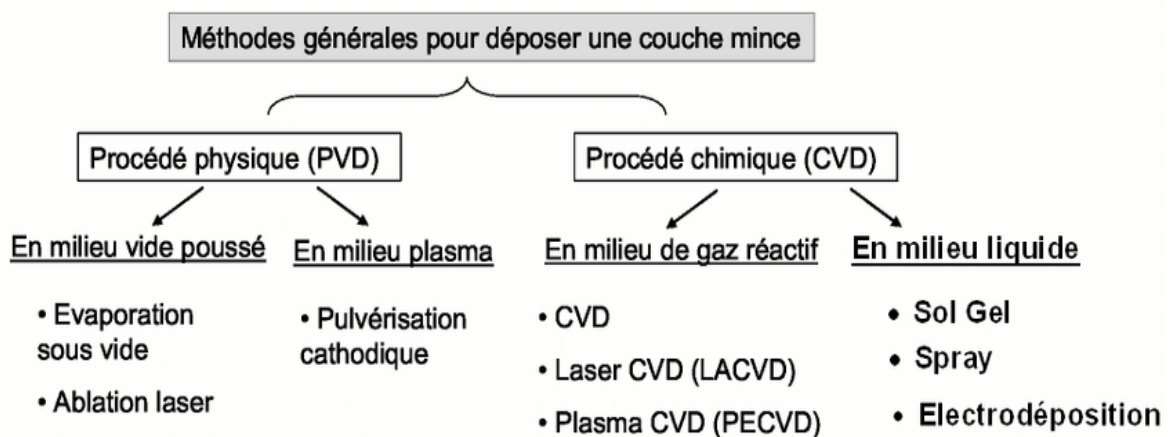 Méthodes générales pour déposer une couche mince
Procédé physique (PVD)
Procédé chimique (CVD)
En milieu vide poussé
En milieu plasma
En milieu de gaz réactif
En milieu liquide
• Evaporation
sous vide
• Ablation laser
• Pulvérisation
cathodique
• CVD
• Laser CVD (LACVD)
• Plasma CVD (PECVD)
• Sol Gel
• Spray
• Electrodéposition